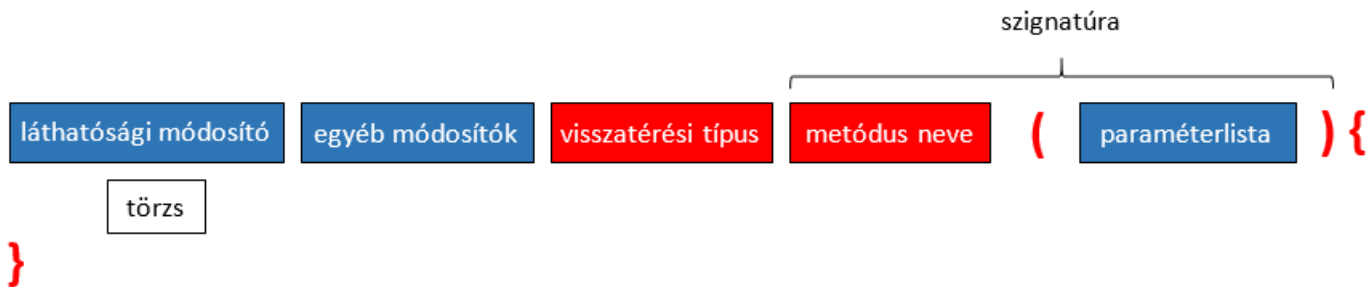 szignatúra
láthatósági módosító egyéb módosítók visszatérési típus metódus neve ( paraméterlista ) {
törzs
}